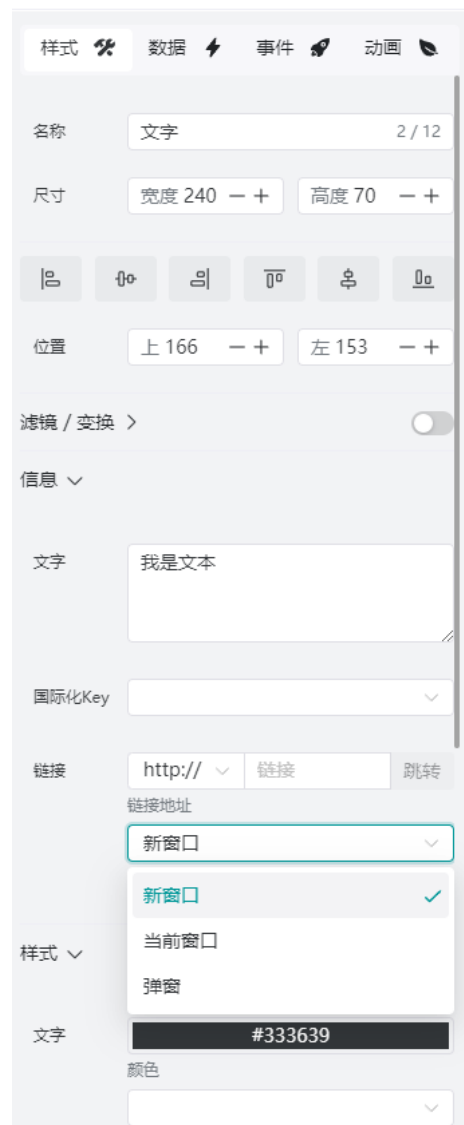 样式 数据 事件 动画
名称 文字 2 / 12
尺寸 宽度 240 高度 70
位置 上 166 左 153
滤镜 / 变换
信息
文字 我是文本
国际化Key
链接 http:// 链接 跳转
链接地址
新窗口
新窗口
当前窗口
弹窗
样式
文字 #333639
颜色